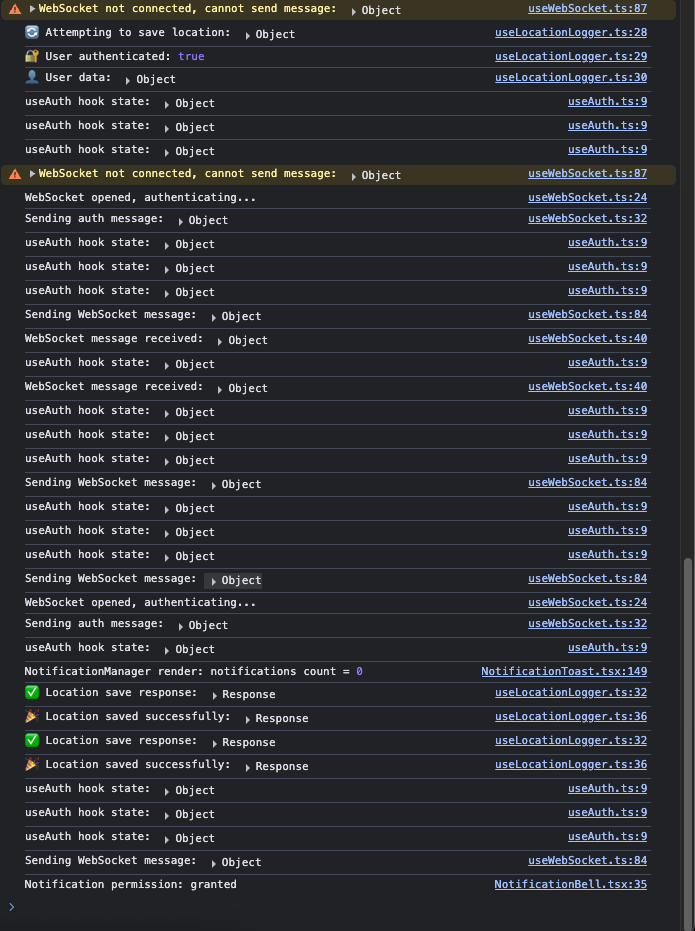 WebSocket not connected, cannot send message: Object useWebSocket.ts:87
🔄 Attempting to save location: Object useLocationLogger.ts:28
🔐 User authenticated: true useLocationLogger.ts:29
👤 User data: Object useLocationLogger.ts:30
useAuth hook state: Object useAuth.ts:9
useAuth hook state: Object useAuth.ts:9
useAuth hook state: Object useAuth.ts:9
WebSocket not connected, cannot send message: Object useWebSocket.ts:87
WebSocket opened, authenticating... useWebSocket.ts:24
Sending auth message: Object useWebSocket.ts:32
useAuth hook state: Object useAuth.ts:9
useAuth hook state: Object useAuth.ts:9
useAuth hook state: Object useAuth.ts:9
Sending WebSocket message: Object useWebSocket.ts:84
WebSocket message received: Object useWebSocket.ts:40
useAuth hook state: Object useAuth.ts:9
WebSocket message received: Object useWebSocket.ts:40
useAuth hook state: Object useAuth.ts:9
useAuth hook state: Object useAuth.ts:9
useAuth hook state: Object useAuth.ts:9
Sending WebSocket message: Object useWebSocket.ts:84
useAuth hook state: Object useAuth.ts:9
useAuth hook state: Object useAuth.ts:9
useAuth hook state: Object useAuth.ts:9
Sending WebSocket message: Object useWebSocket.ts:84
WebSocket opened, authenticating... useWebSocket.ts:24
Sending auth message: Object useWebSocket.ts:32
useAuth hook state: Object useAuth.ts:9
NotificationManager render: notifications count = 0 NotificationToast.tsx:149
✅ Location save response: Response useLocationLogger.ts:32
🎉 Location saved successfully: Response useLocationLogger.ts:36
✅ Location save response: Response useLocationLogger.ts:32
🎉 Location saved successfully: Response useLocationLogger.ts:36
useAuth hook state: Object useAuth.ts:9
useAuth hook state: Object useAuth.ts:9
useAuth hook state: Object useAuth.ts:9
Sending WebSocket message: Object useWebSocket.ts:84
Notification permission: granted NotificationBell.tsx:35